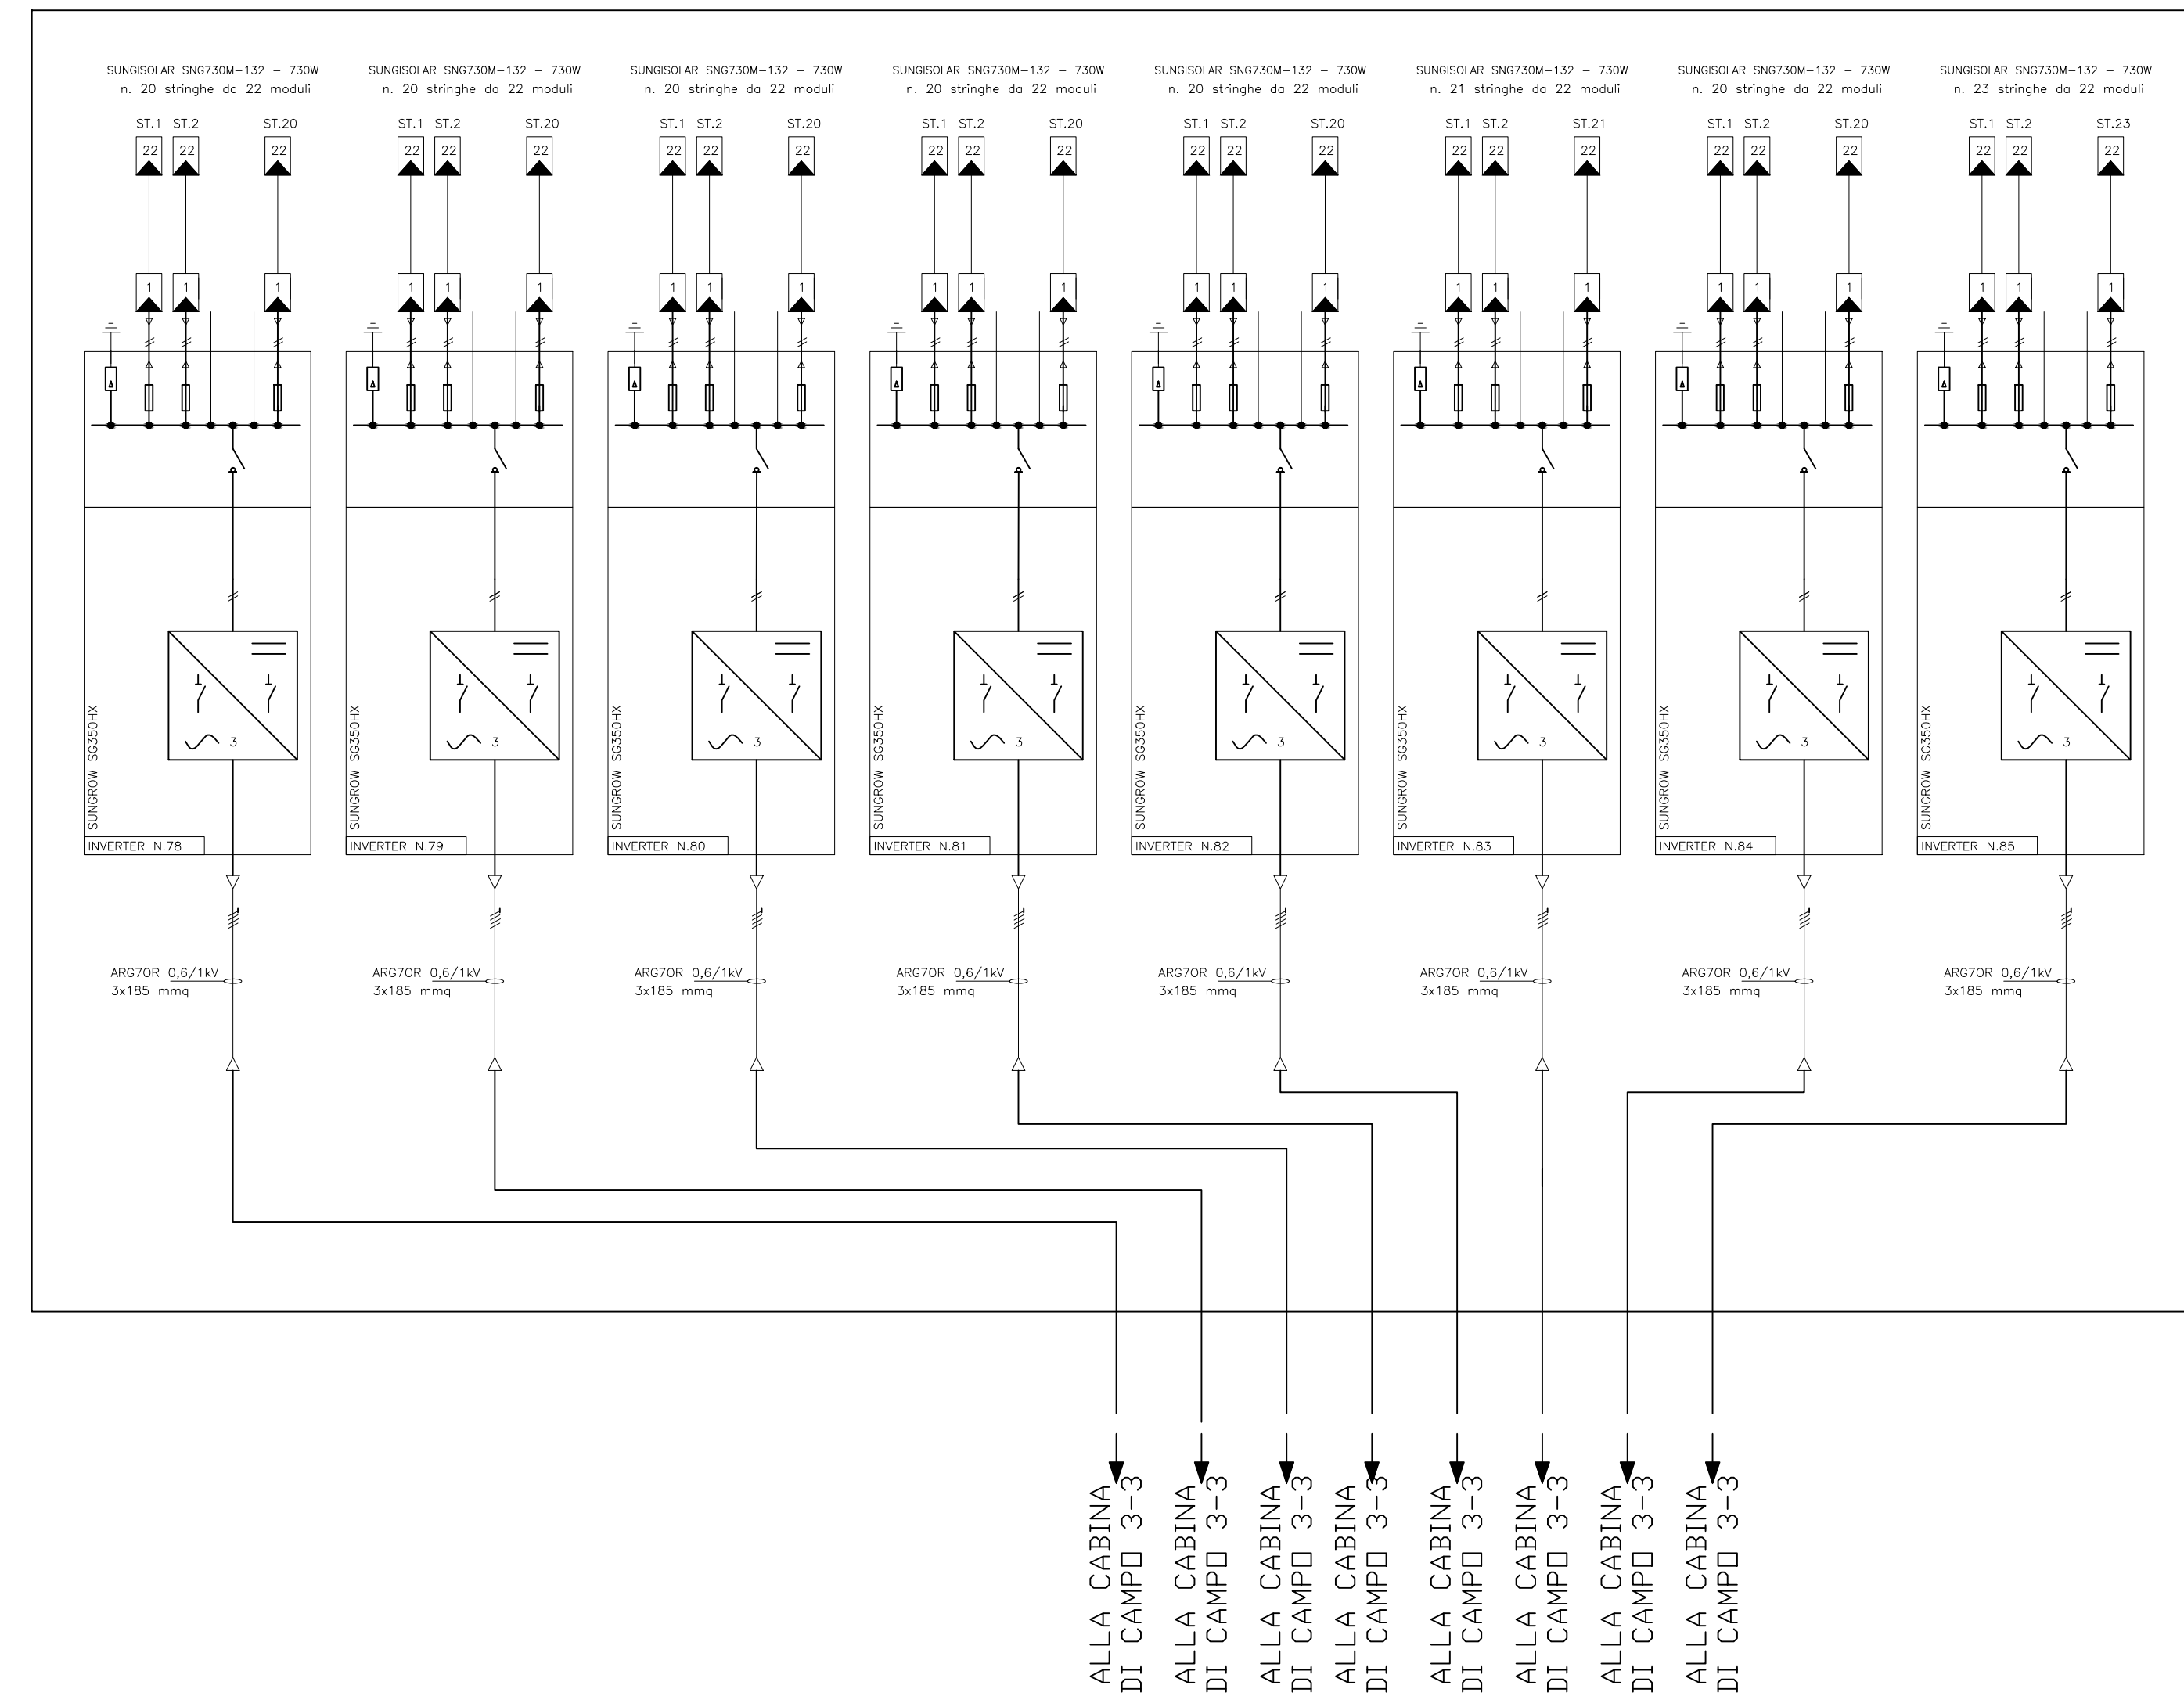 SUNGISOLAR SNG730M-132 - 730W
n. 20 stringhe da 22 moduli
ST.1 ST.2 ST.20
22 22 22
1 1 1
SUNGROW SG350HX
3
INVERTER N.78
ARG7OR 0,6/1kV
3x185 mmq
SUNGISOLAR SNG730M-132 - 730W
n. 20 stringhe da 22 moduli
ST.1 ST.2 ST.20
22 22 22
1 1 1
SUNGROW SG350HX
3
INVERTER N.79
ARG7OR 0,6/1kV
3x185 mmq
SUNGISOLAR SNG730M-132 - 730W
n. 20 stringhe da 22 moduli
ST.1 ST.2 ST.20
22 22 22
1 1 1
SUNGROW SG350HX
3
INVERTER N.80
ARG7OR 0,6/1kV
3x185 mmq
SUNGISOLAR SNG730M-132 - 730W
n. 20 stringhe da 22 moduli
ST.1 ST.2 ST.20
22 22 22
1 1 1
SUNGROW SG350HX
3
INVERTER N.81
ARG7OR 0,6/1kV
3x185 mmq
SUNGISOLAR SNG730M-132 - 730W
n. 20 stringhe da 22 moduli
ST.1 ST.2 ST.20
22 22 22
1 1 1
SUNGROW SG350HX
3
INVERTER N.82
ARG7OR 0,6/1kV
3x185 mmq
SUNGISOLAR SNG730M-132 - 730W
n. 21 stringhe da 22 moduli
ST.1 ST.2 ST.21
22 22 22
1 1 1
SUNGROW SG350HX
3
INVERTER N.83
ARG7OR 0,6/1kV
3x185 mmq
SUNGISOLAR SNG730M-132 - 730W
n. 20 stringhe da 22 moduli
ST.1 ST.2 ST.20
22 22 22
1 1 1
SUNGROW SG350HX
3
INVERTER N.84
ARG7OR 0,6/1kV
3x185 mmq
SUNGISOLAR SNG730M-132 - 730W
n. 23 stringhe da 22 moduli
ST.1 ST.2 ST.23
22 22 22
1 1 1
SUNGROW SG350HX
3
INVERTER N.85
ARG7OR 0,6/1kV
3x185 mmq
ALLA CABINA
DI CAMPO 3-3
ALLA CABINA
DI CAMPO 3-3
ALLA CABINA
DI CAMPO 3-3
ALLA CABINA
DI CAMPO 3-3
ALLA CABINA
DI CAMPO 3-3
ALLA CABINA
DI CAMPO 3-3
ALLA CABINA
DI CAMPO 3-3
ALLA CABINA
DI CAMPO 3-3